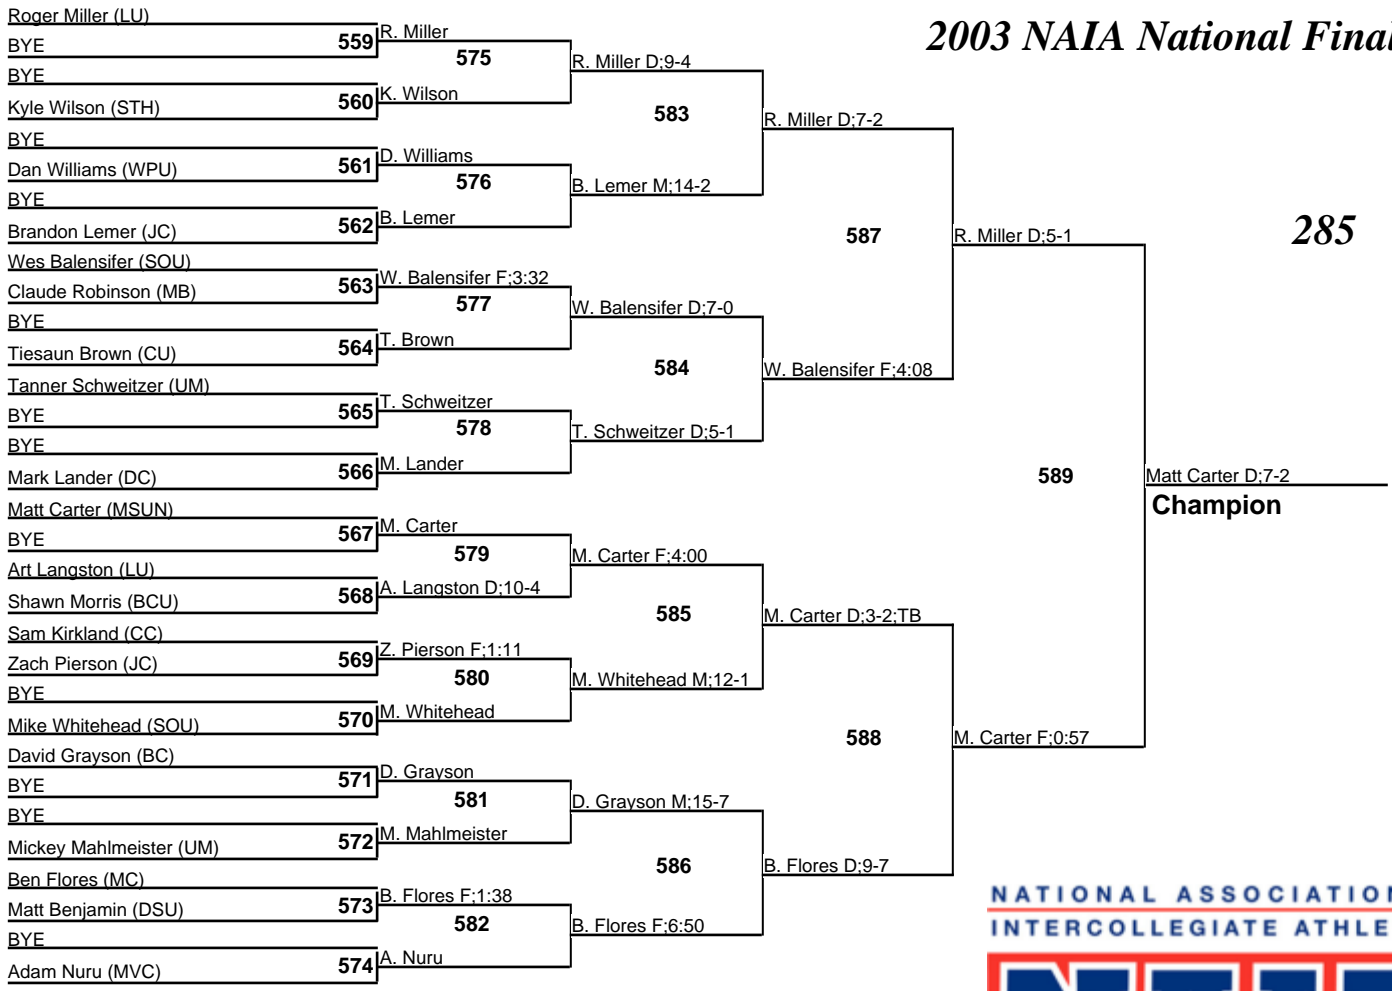 2003 NAIA National Final
285
Roger Miller (LU)
BYE
BYE
Kyle Wilson (STH)
BYE
Dan Williams (WPU)
BYE
Brandon Lemer (JC)
Wes Balensifer (SOU)
Claude Robinson (MB)
BYE
Tiesaun Brown (CU)
Tanner Schweitzer (UM)
BYE
BYE
Mark Lander (DC)
Matt Carter (MSUN)
BYE
Art Langston (LU)
Shawn Morris (BCU)
Sam Kirkland (CC)
Zach Pierson (JC)
BYE
Mike Whitehead (SOU)
David Grayson (BC)
BYE
BYE
Mickey Mahlmeister (UM)
Ben Flores (MC)
Matt Benjamin (DSU)
BYE
Adam Nuru (MVC)
559
560
561
562
563
564
565
566
567
568
569
570
571
572
573
574
R. Miller
K. Wilson
D. Williams
B. Lemer
W. Balensifer F;3:32
T. Brown
T. Schweitzer
M. Lander
M. Carter
A. Langston D;10-4
Z. Pierson F;1:11
M. Whitehead
D. Grayson
M. Mahlmeister
B. Flores F;1:38
A. Nuru
575
576
577
578
579
580
581
582
R. Miller D;9-4
B. Lemer M;14-2
W. Balensifer D;7-0
T. Schweitzer D;5-1
M. Carter F;4:00
M. Whitehead M;12-1
D. Grayson M;15-7
B. Flores F;6:50
583
584
585
586
R. Miller D;7-2
W. Balensifer F;4:08
M. Carter D;3-2;TB
B. Flores D;9-7
587
588
R. Miller D;5-1
M. Carter F;0:57
589
Matt Carter D;7-2
Champion
NATIONAL ASSOCIATION
INTERCOLLEGIATE ATHLE